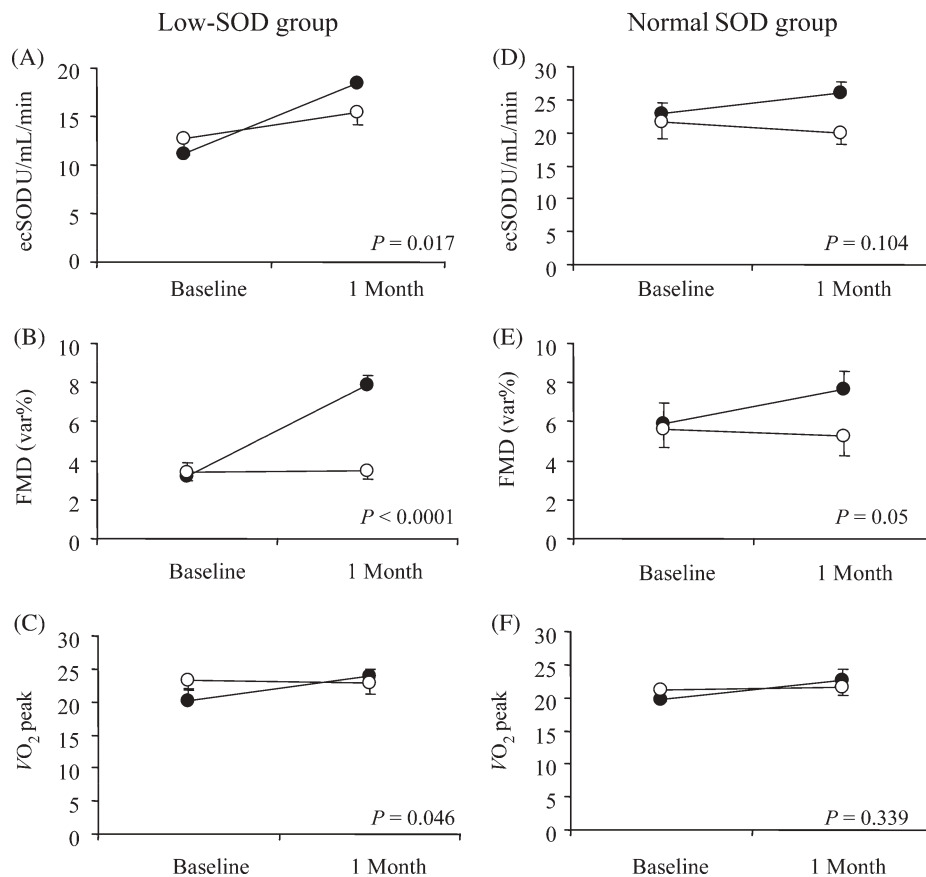 Low-SOD group
Normal SOD group
(A)
ecSOD U/mL/min
20
15
10
5
0
P = 0.017
Baseline
1 Month
(D)
ecSOD U/mL/min
30
25
20
15
10
5
0
P = 0.104
Baseline
1 Month
(B)
FMD (var%)
10
8
6
4
2
0
P < 0.0001
Baseline
1 Month
(E)
FMD (var%)
10
8
6
4
2
0
P = 0.05
Baseline
1 Month
(C)
VO2 peak
30
25
20
15
10
5
0
P = 0.046
Baseline
1 Month
(F)
VO2 peak
30
25
20
15
10
5
0
P = 0.339
Baseline
1 Month